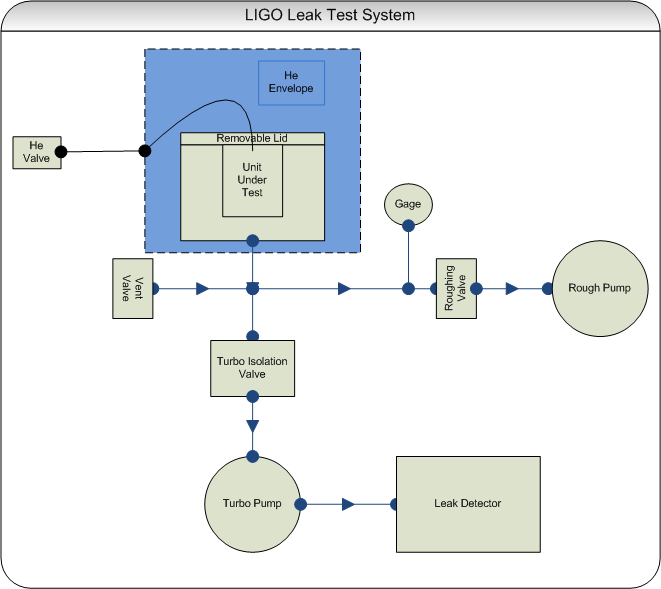 LIGO Leak Test System
He
Envelope
He
Valve
Removable Lid
Unit
Under
Test
Gage
Vent
Valve
Roughing
Valve
Rough Pump
Turbo Isolation
Valve
Turbo Pump
Leak Detector